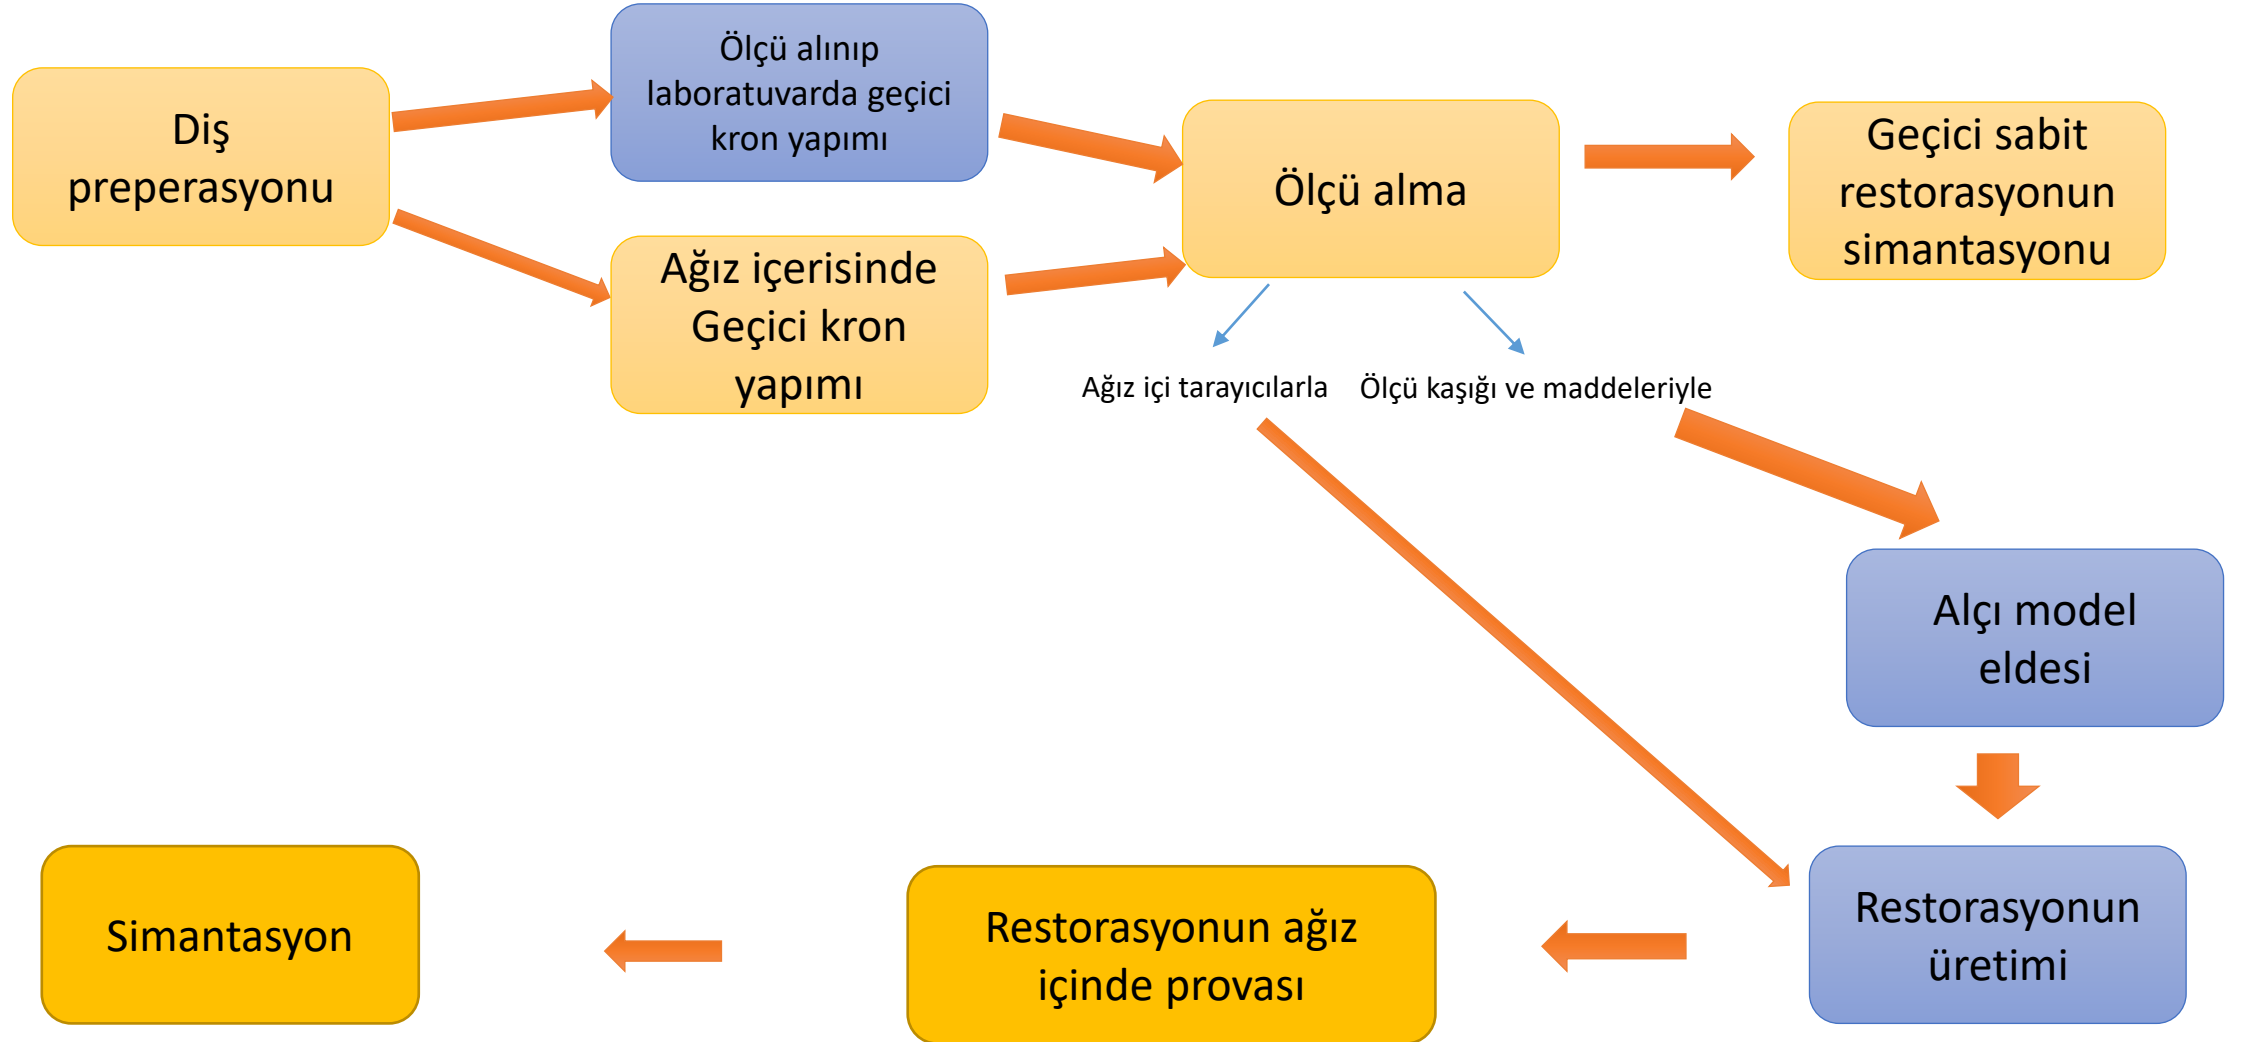 Diş
preperasyonu
Ölçü alınıp
laboratuvarda geçici
kron yapımı
Ağız içerisinde
Geçici kron
yapımı
Ölçü alma
Geçici sabit
restorasyonun
simantasyonu
Ağız içi tarayıcılarla
Ölçü kaşığı ve maddeleriyle
Alçı model
eldesi
Restorasyonun
üretimi
Restorasyonun ağız
içinde provası
Simantasyon